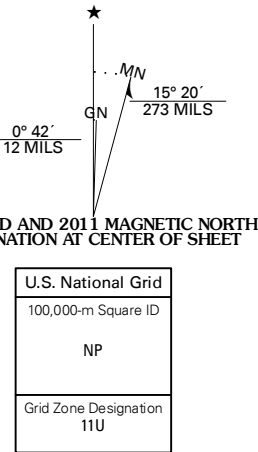 ★
MN
GN
15° 20´
273 MILS
0° 42´
12 MILS
D AND 2011 MAGNETIC NORTH
NATION AT CENTER OF SHEET
U.S. National Grid
100,000-m Square ID
NP
Grid Zone Designation
11U